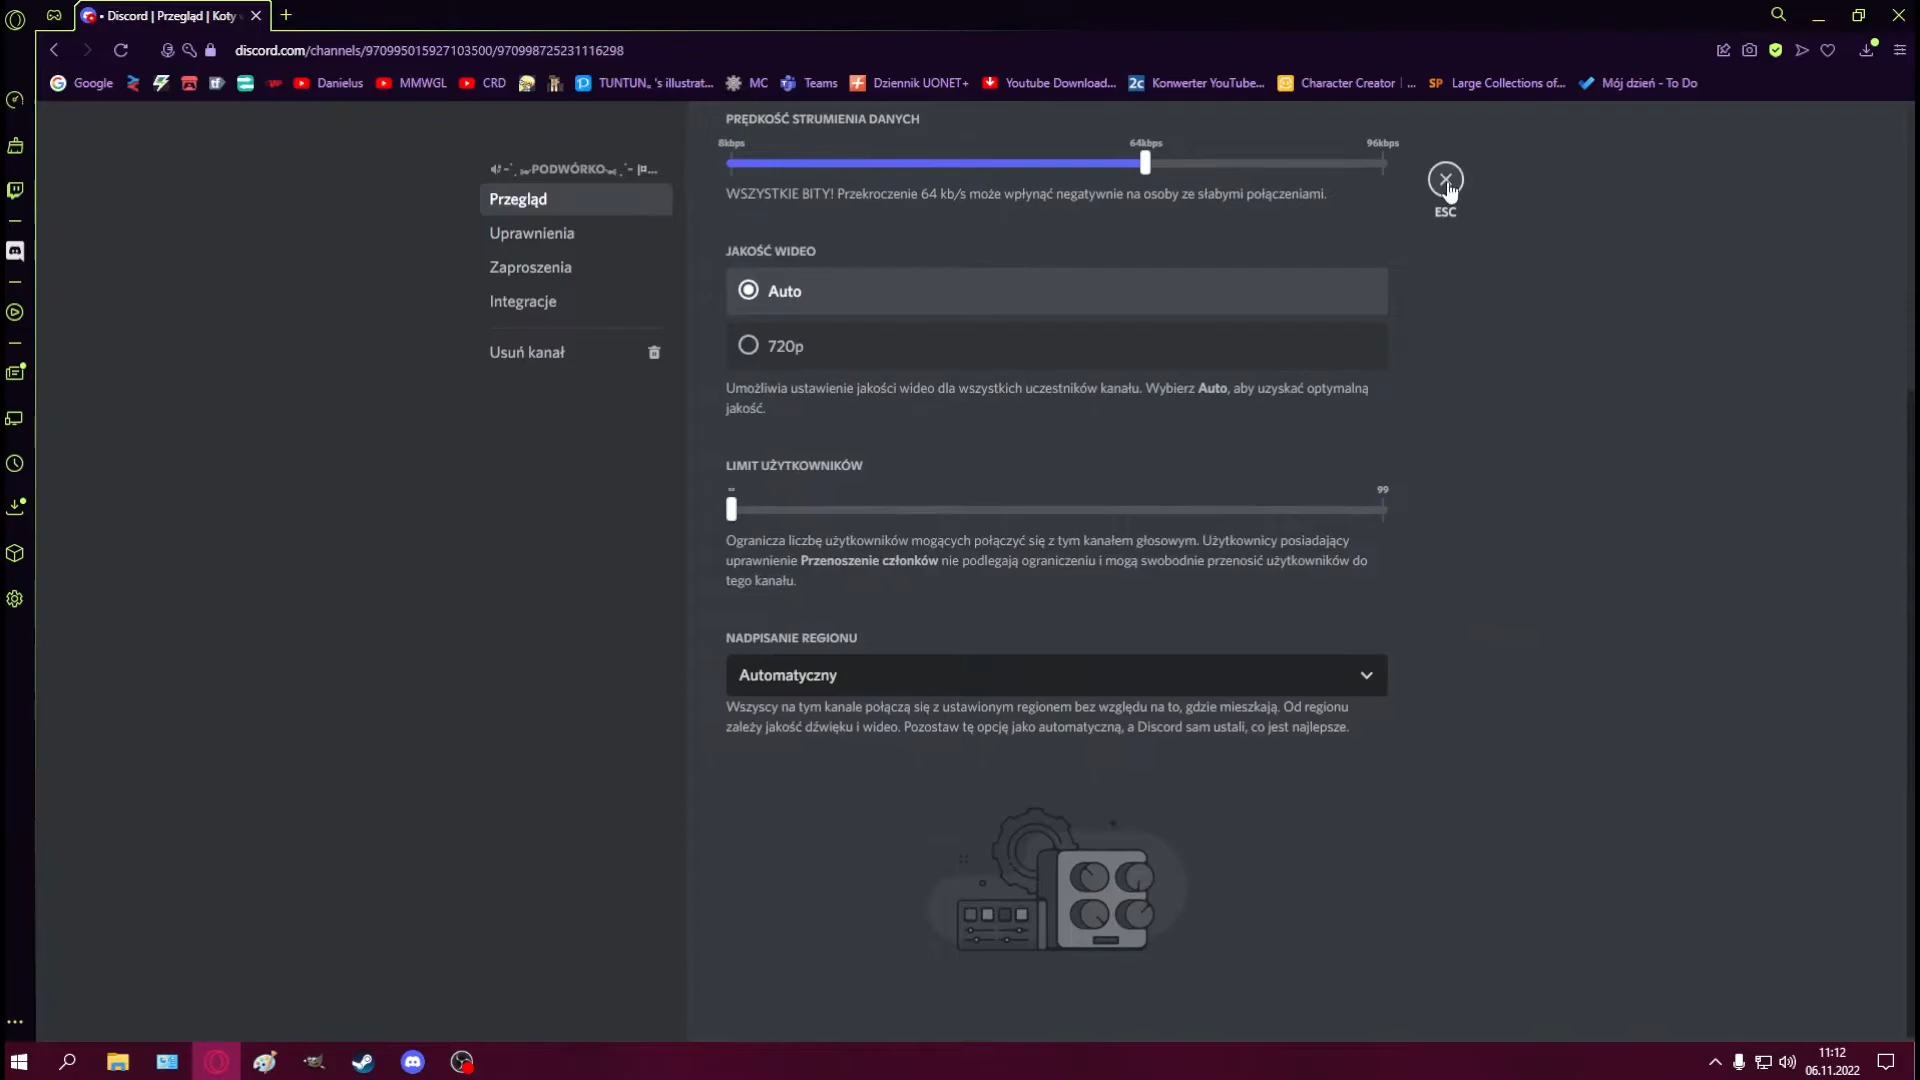 • Discord | Przegląd | Koty
discord.com/channels/970995015927103500/970998725231116298
Google
Danielus
MMWGL
CRD
TUNTUN„ 's illustrat...
MC
Teams
Dziennik UONET+
Youtube Download...
2c
Konwerter YouTube...
Character Creator | ...
SP
Large Collections of...
Mój dzień - To Do
PRĘDKOŚĆ STRUMIENIA DANYCH
8kbps
64kbps
96kbps
WSZYSTKIE BITY! Przekroczenie 64 kb/s może wpłynąć negatywnie na osoby ze słabymi połączeniami.
PODWÓRKO
Przegląd
Uprawnienia
Zaproszenia
Integracje
Usuń kanał
ESC
JAKOŚĆ WIDEO
Auto
720p
Umożliwia ustawienie jakości wideo dla wszystkich uczestników kanału. Wybierz Auto, aby uzyskać optymalną
jakość.
LIMIT UŻYTKOWNIKÓW
∞
99
Ogranicza liczbę użytkowników mogących połączyć się z tym kanałem głosowym. Użytkownicy posiadający
uprawnienie Przenoszenie członków nie podlegają ograniczeniu i mogą swobodnie przenosić użytkowników do
tego kanału.
NADPISANIE REGIONU
Automatyczny
Wszyscy na tym kanale połączą się z ustawionym regionem bez względu na to, gdzie mieszkają. Od regionu
zależy jakość dźwięku i wideo. Pozostaw tę opcję jako automatyczną, a Discord sam ustali, co jest najlepsze.
11:12
06.11.2022